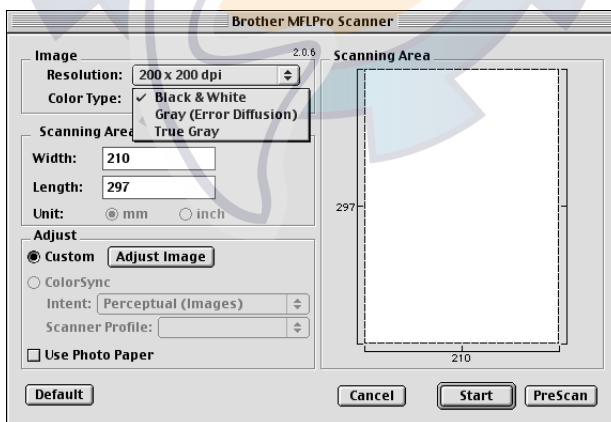 Brother MFLPro Scanner
Image 2.0.6
Resolution: 200 x 200 dpi
Color Type: ✓ Black & White
Gray (Error Diffusion)
True Gray
Scanning Area
Width: 210
Length: 297
Unit: mm inch
Adjust
Custom Adjust Image
ColorSync
Intent: Perceptual (Images)
Scanner Profile:
Use Photo Paper
Default
Scanning Area
297
210
Cancel Start PreScan